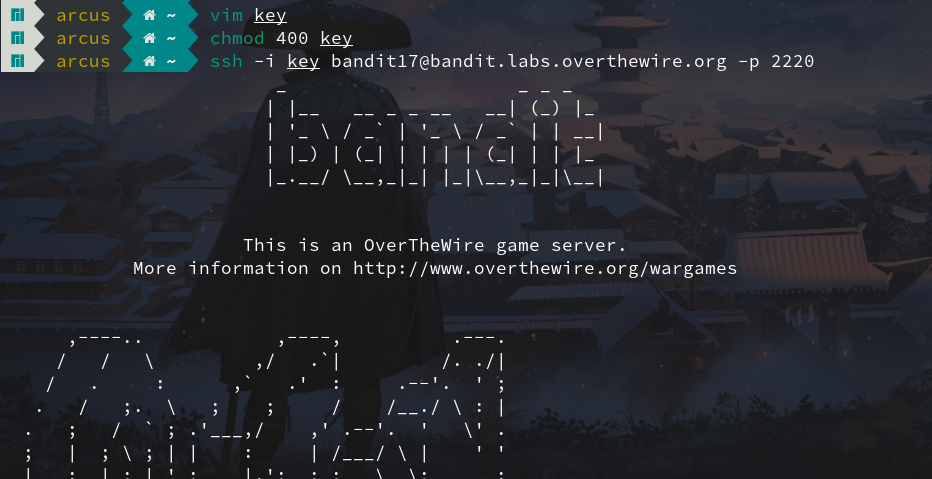 arcus ~ vim key
arcus ~ chmod 400 key
arcus ~ ssh -i key bandit17@bandit.labs.overthewire.org -p 2220
bandit
This is an OverTheWire game server.
More information on http://www.overthewire.org/wargames